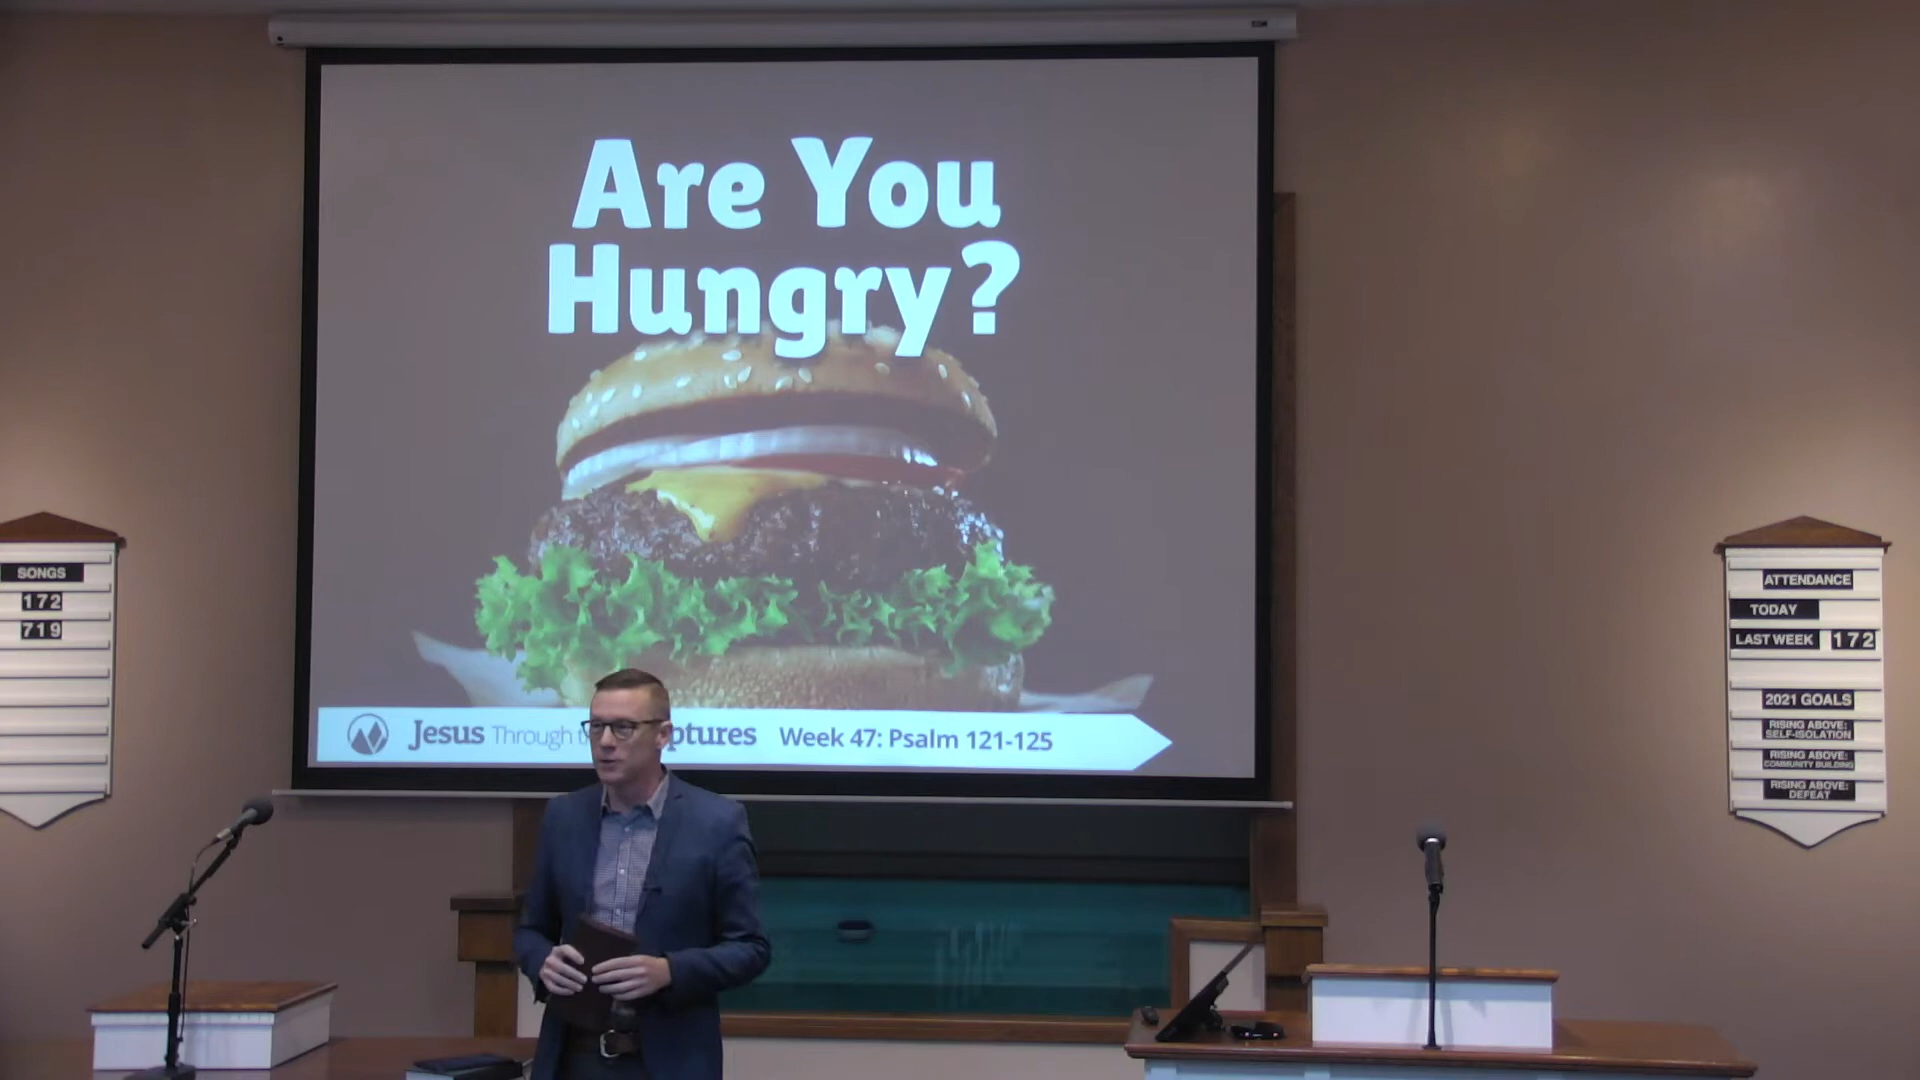 Are You
Hungry?
Jesus Through Scriptures Week 47: Psalm 121-125
SONGS
172
719
ATTENDANCE
TODAY
LAST WEEK 172
2021 GOALS
RISING ABOVE:
SELF-ISOLATION
RISING ABOVE:
COMMUNITY BUILDING
RISING ABOVE:
DEFEAT